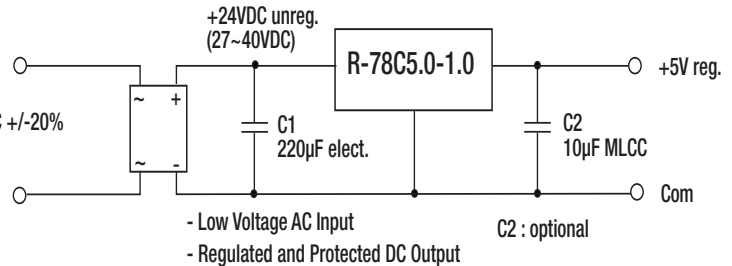 +24VDC unreg.
(27~40VDC)
R-78C5.0-1.0
+5V reg.
~ +
+/-20%
C1
220µF elect.
C2
10µF MLCC
~ -
Com
- Low Voltage AC Input
C2 : optional
- Regulated and Protected DC Output